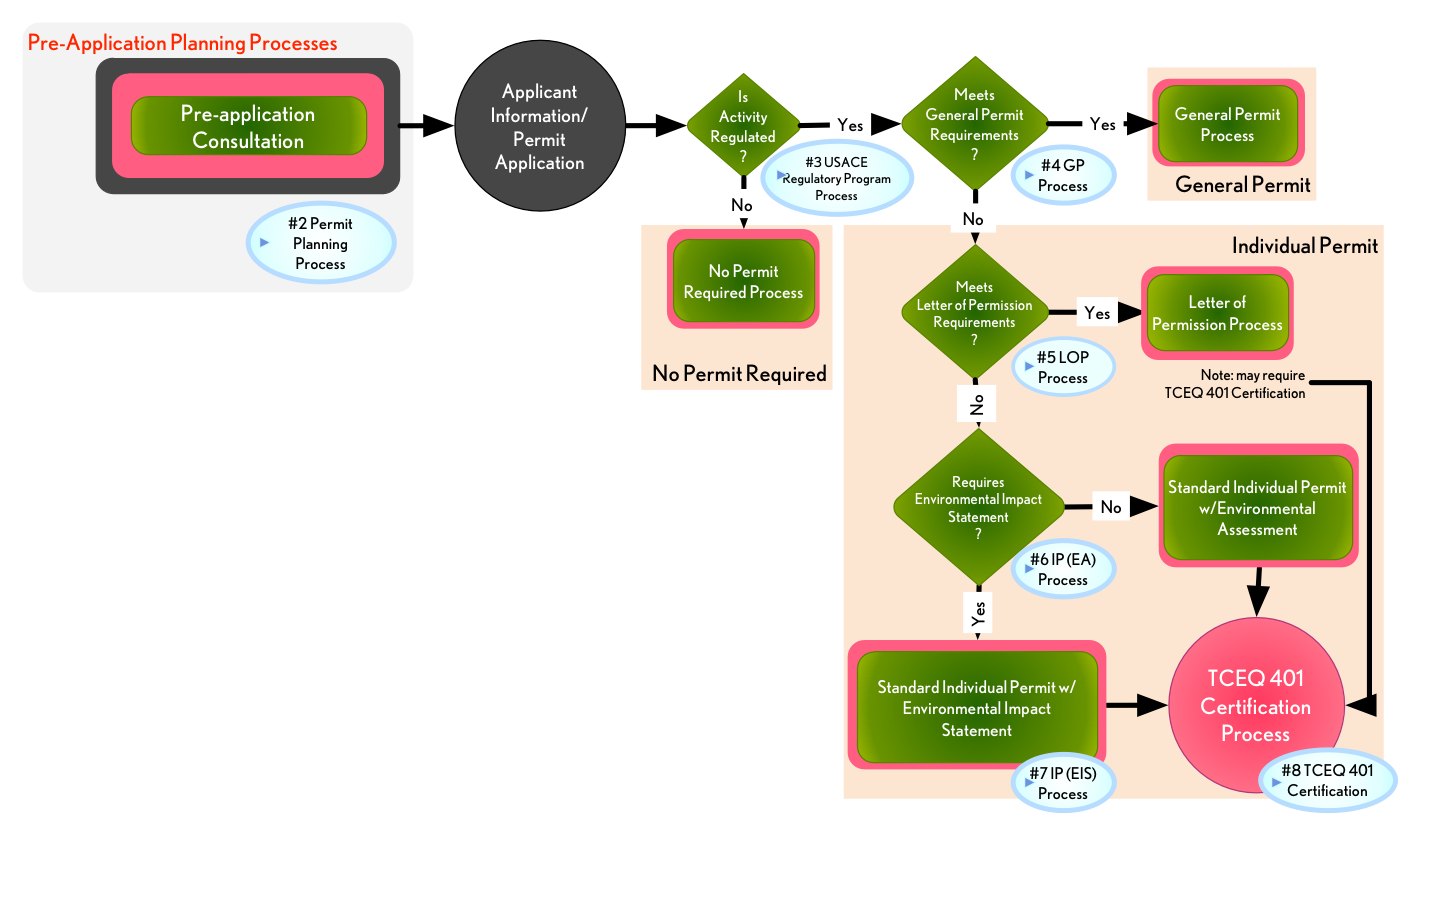 Pre-Application Planning Processes
Pre-application
Consultation
#2 Permit
Planning
Process
Applicant
Information/
Permit
Application
Is
Activity
Regulated
?
Yes
#3 USACE
Regulatory Program
Process
No
No Permit
Required Process
No Permit Required
Meets
General Permit
Requirements
?
Yes
#4 GP
Process
General Permit
Process
General Permit
No
Individual Permit
Meets
Letter of Permission
Requirements
?
Yes
#5 LOP
Process
Letter of
Permission Process
Note: may require
TCEQ 401 Certification
No
Requires
Environmental Impact
Statement
?
No
#6 IP (EA)
Process
Standard Individual Permit
w/Environmental
Assessment
Yes
Standard Individual Permit w/
Environmental Impact
Statement
#7 IP (EIS)
Process
TCEQ 401
Certification
Process
#8 TCEQ 401
Certification